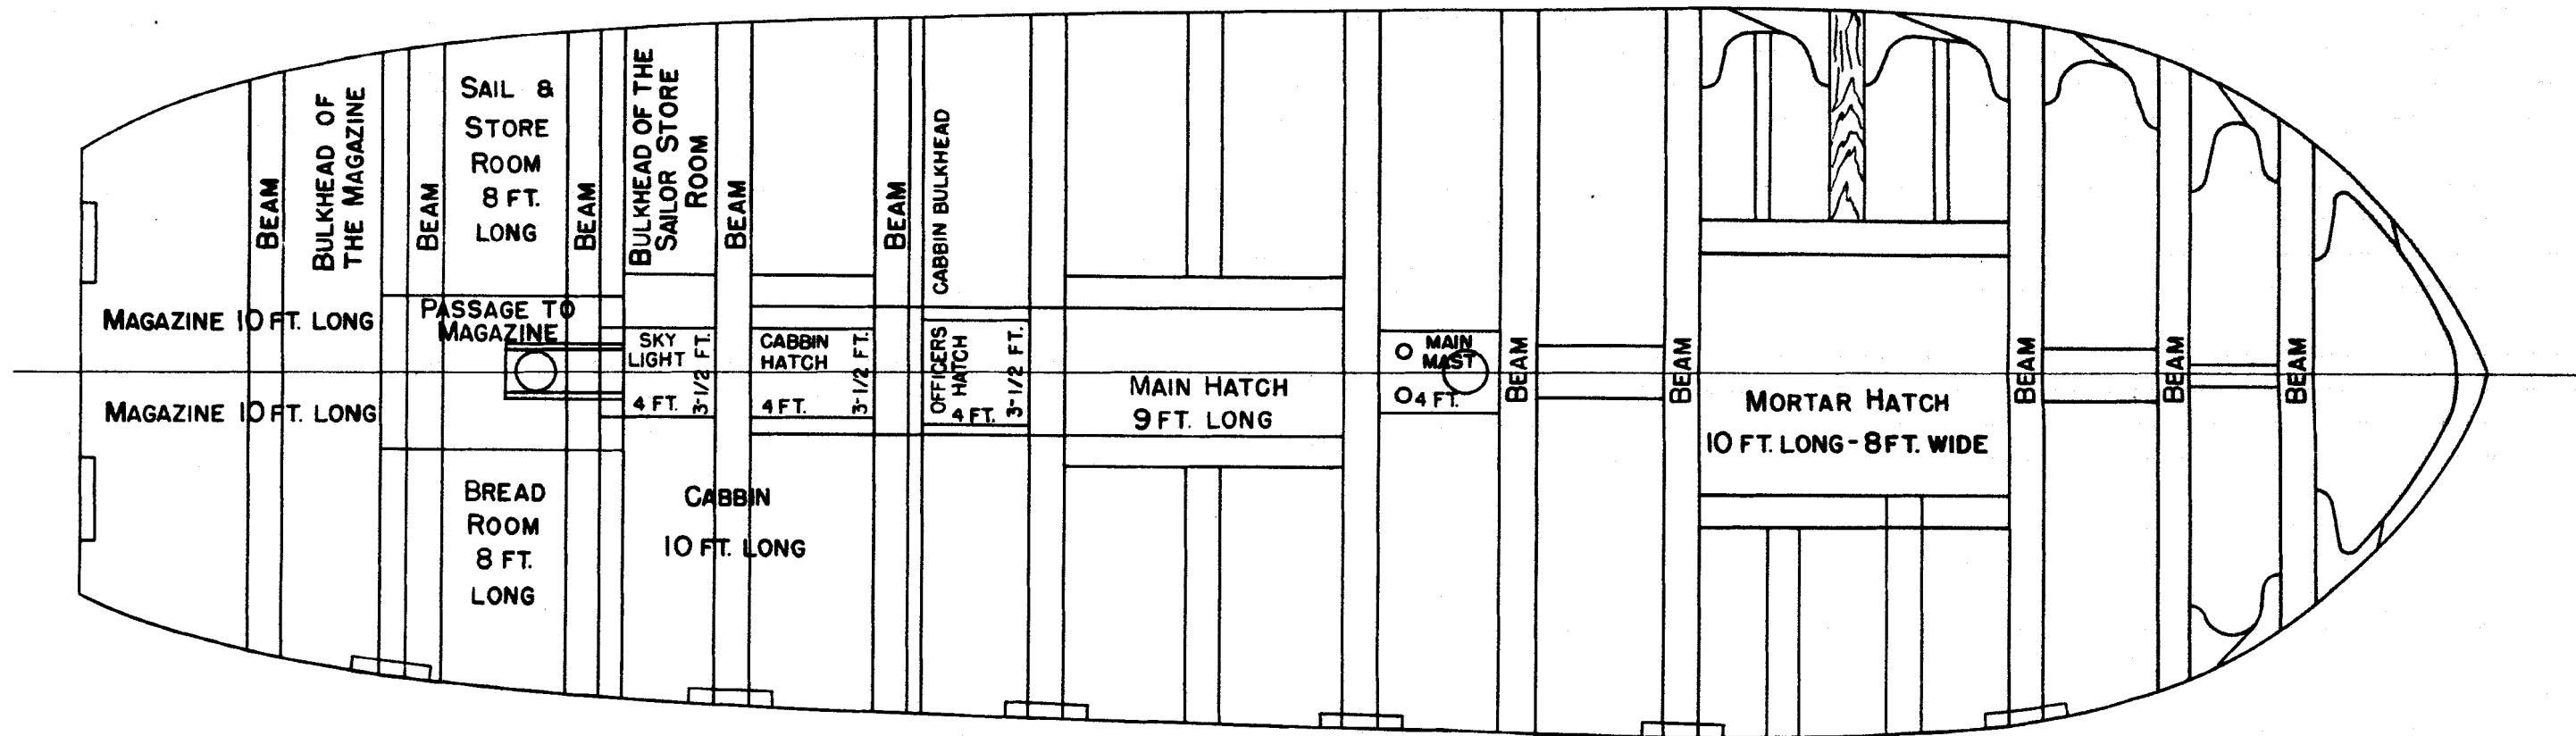 MAGAZINE 10 FT. LONG
MAGAZINE 10 FT. LONG
BEAM
BULKHEAD OF
THE MAGAZINE
BEAM
SAIL &
STORE
ROOM
8 FT.
LONG
PASSAGE TO
MAGAZINE
BREAD
ROOM
8 FT.
LONG
BEAM
BULKHEAD OF THE
SAILOR STORE
ROOM
SKY
LIGHT
4 FT.
3-1/2 FT.
BEAM
CABBIN
HATCH
4 FT.
3-1/2 FT.
CABBIN
10 FT. LONG
BEAM
CABBIN BULKHEAD
OFFICERS
HATCH
4 FT.
3-1/2 FT.
MAIN HATCH
9 FT. LONG
MAIN
MAST
4 FT.
BEAM
BEAM
MORTAR HATCH
10 FT. LONG - 8 FT. WIDE
BEAM
BEAM
BEAM